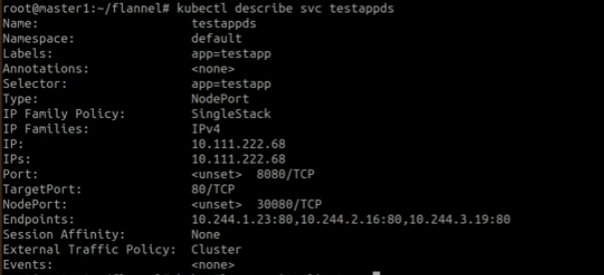 root@master1:~/flannel# kubectl describe svc testappds
Name:                     testappds
Namespace:                default
Labels:                   app=testapp
Annotations:              <none>
Selector:                 app=testapp
Type:                     NodePort
IP Family Policy:         SingleStack
IP Families:              IPv4
IP:                       10.111.222.68
IPs:                      10.111.222.68
Port:                     <unset>  8080/TCP
TargetPort:               80/TCP
NodePort:                 <unset>  30080/TCP
Endpoints:                10.244.1.23:80,10.244.2.16:80,10.244.3.19:80
Session Affinity:         None
External Traffic Policy:  Cluster
Events:                   <none>